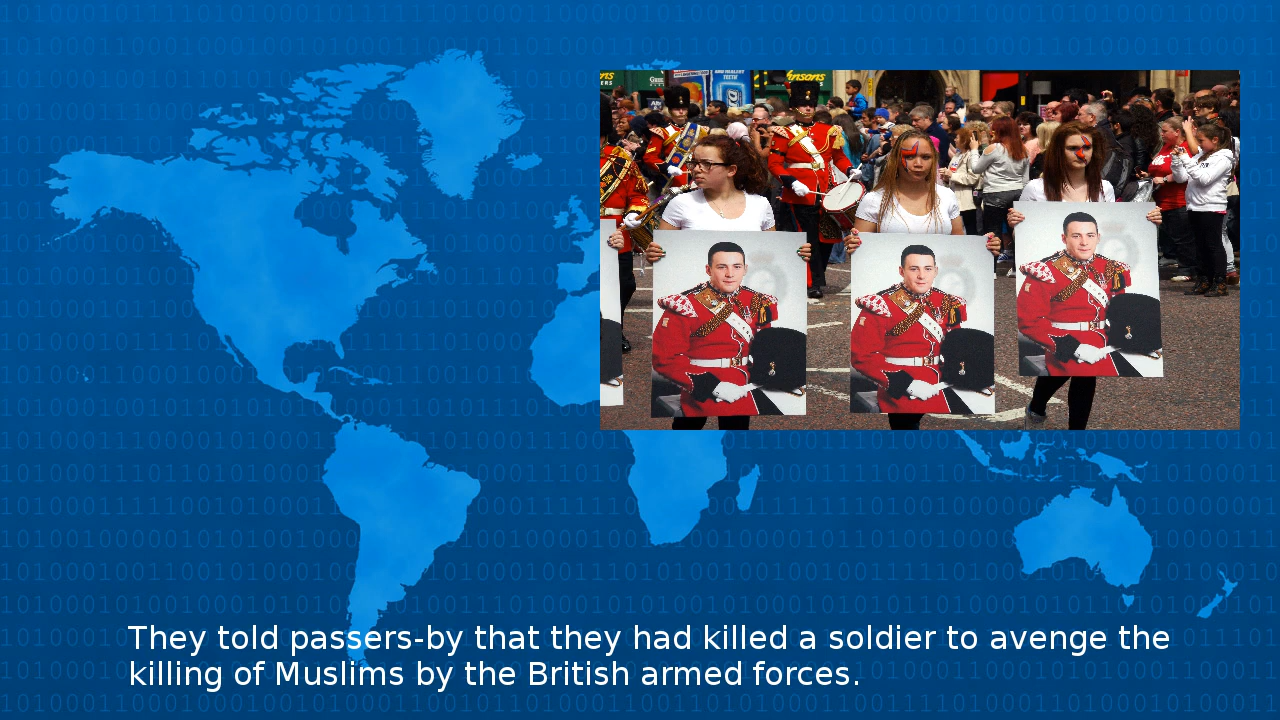 They told passers-by that they had killed a soldier to avenge the
killing of Muslims by the British armed forces.